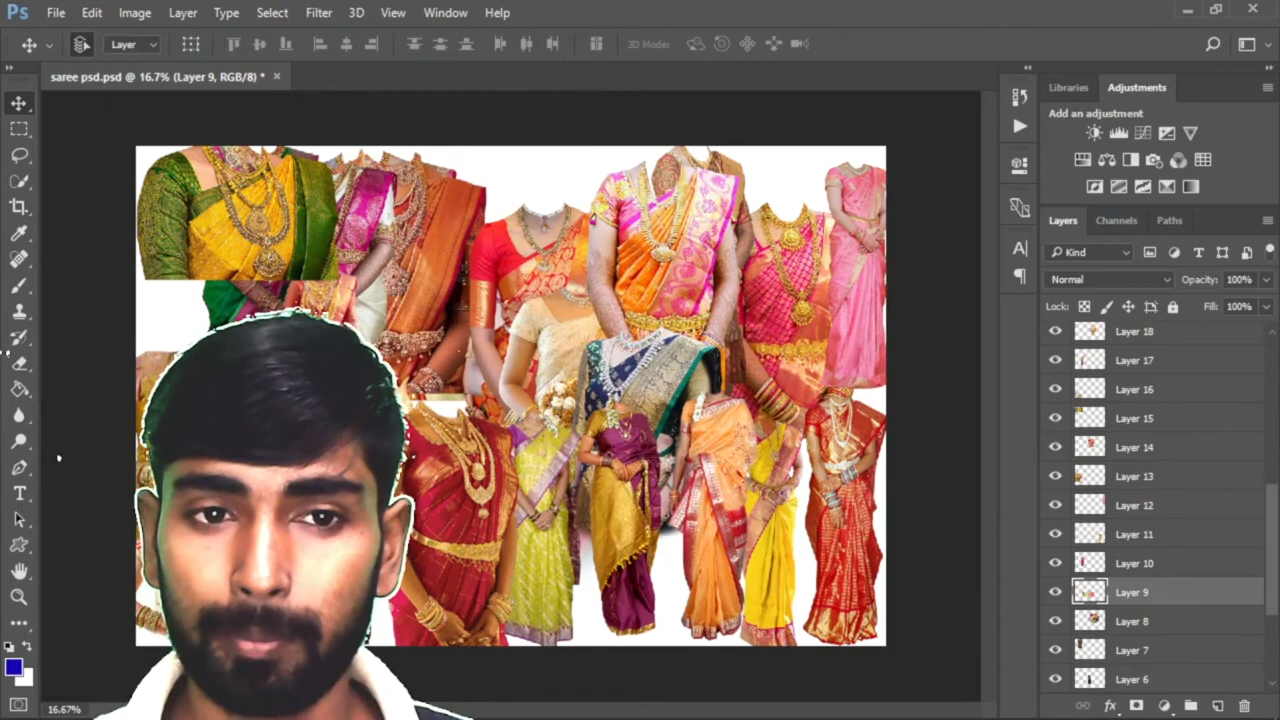 Ps File Edit Image Layer Type Select Filter 3D View Window Help
Layer 3D Mode:
saree psd.psd @ 16.7% (Layer 9, RGB/8) *
Libraries Adjustments
Add an adjustment
Layers Channels Paths
Kind
Normal Opacity: 100%
Lock: Fill: 100%
Layer 18
Layer 17
Layer 16
Layer 15
Layer 14
Layer 13
Layer 12
Layer 11
Layer 10
Layer 9
Layer 8
Layer 7
Layer 6
16.67%